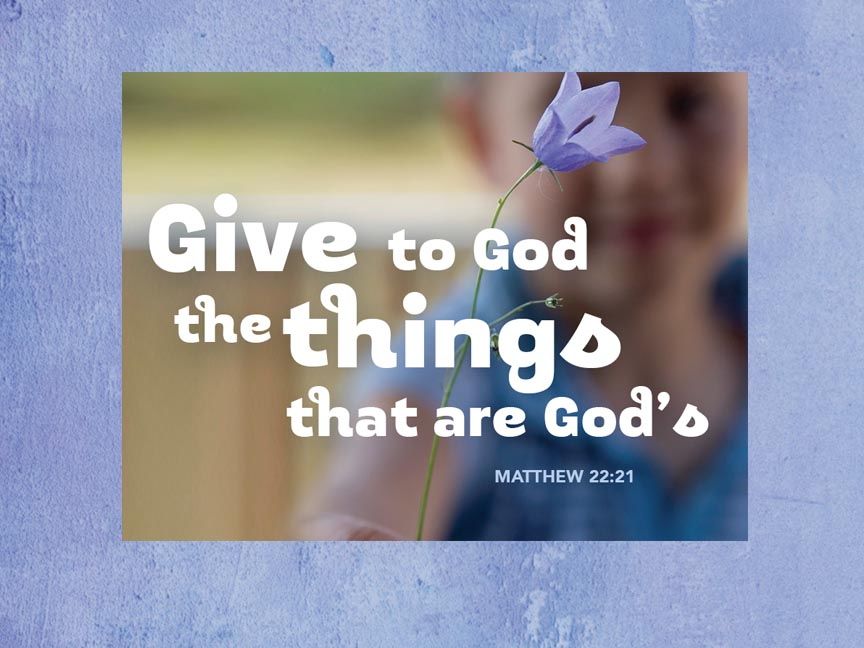 Give to God
the things
that are God's
MATTHEW 22:21